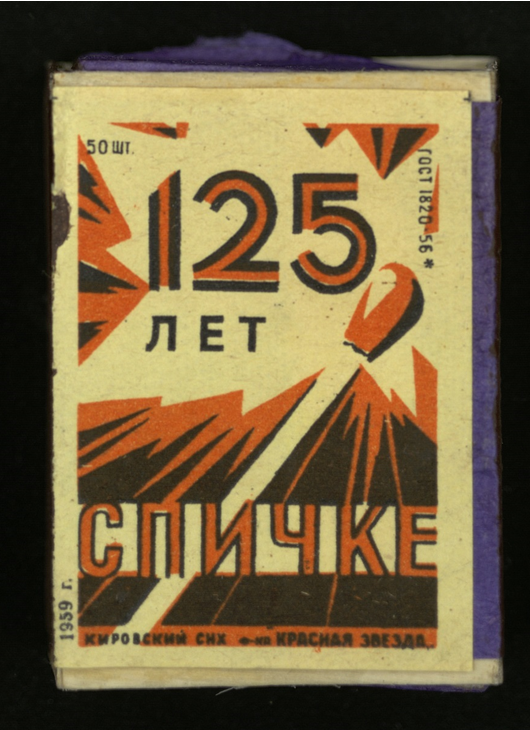 50 ШТ.
ГОСТ 1820-56 *
125
ЛЕТ
СПИЧКЕ
1959 г.
КИРОВСКИЙ СНХ Ф-КА "КРАСНАЯ ЗВЕЗДА"